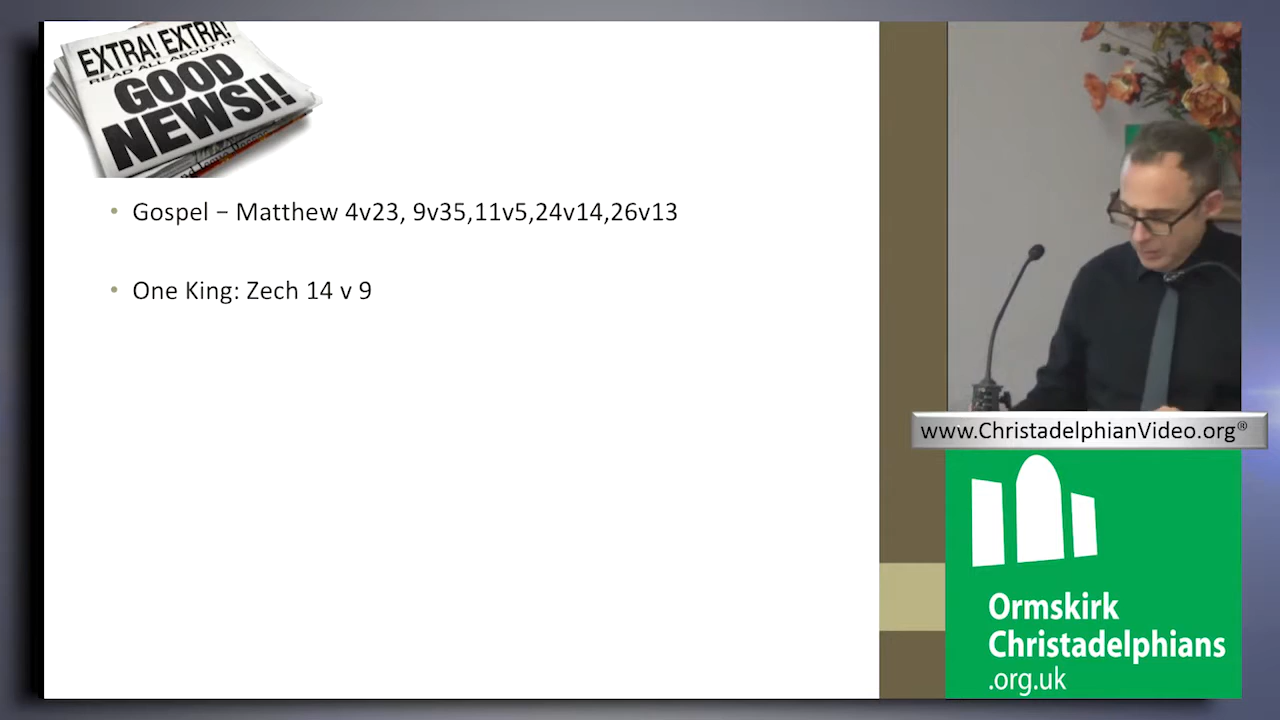 EXTRA! EXTRA!
READ ALL ABOUT IT!
GOOD
NEWS!!
• Gospel – Matthew 4v23, 9v35,11v5,24v14,26v13
• One King: Zech 14 v 9
www.ChristadelphianVideo.org®
Ormskirk
Christadelphians
.org.uk